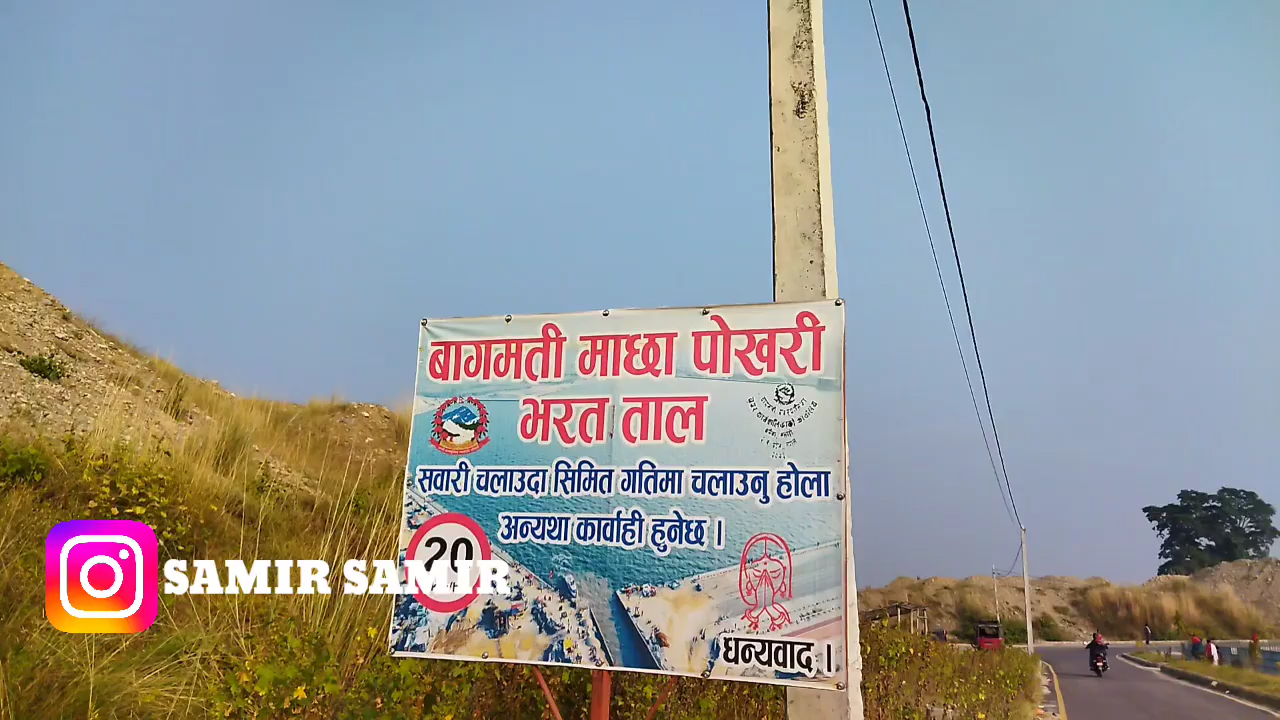 बागमती माछा पोखरी
भरत ताल
सवारी चलाउदा सिमित गतिमा चलाउनु होला
अन्यथा कार्वाही हुनेछ ।
20
SAMIR SAMIR
धन्यवाद ।